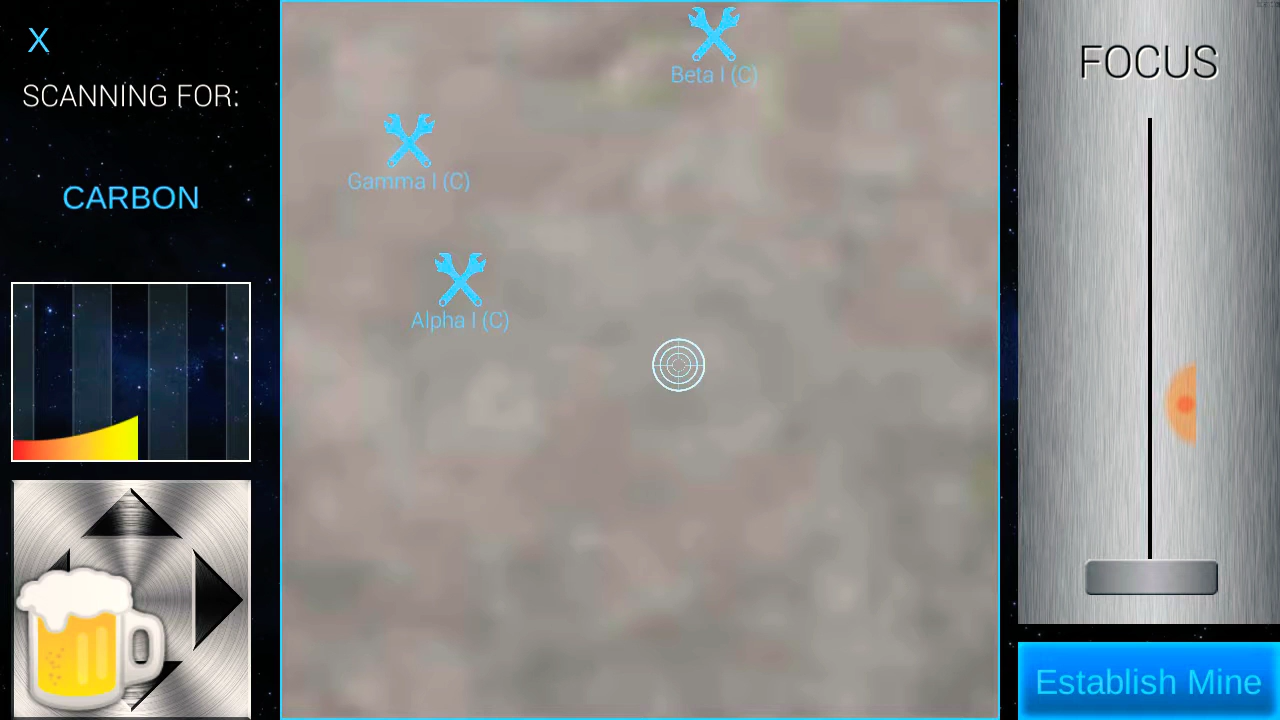 X
SCANNING FOR:
CARBON
Beta I (C)
Gamma I (C)
Alpha I (C)
FOCUS
Establish Mine